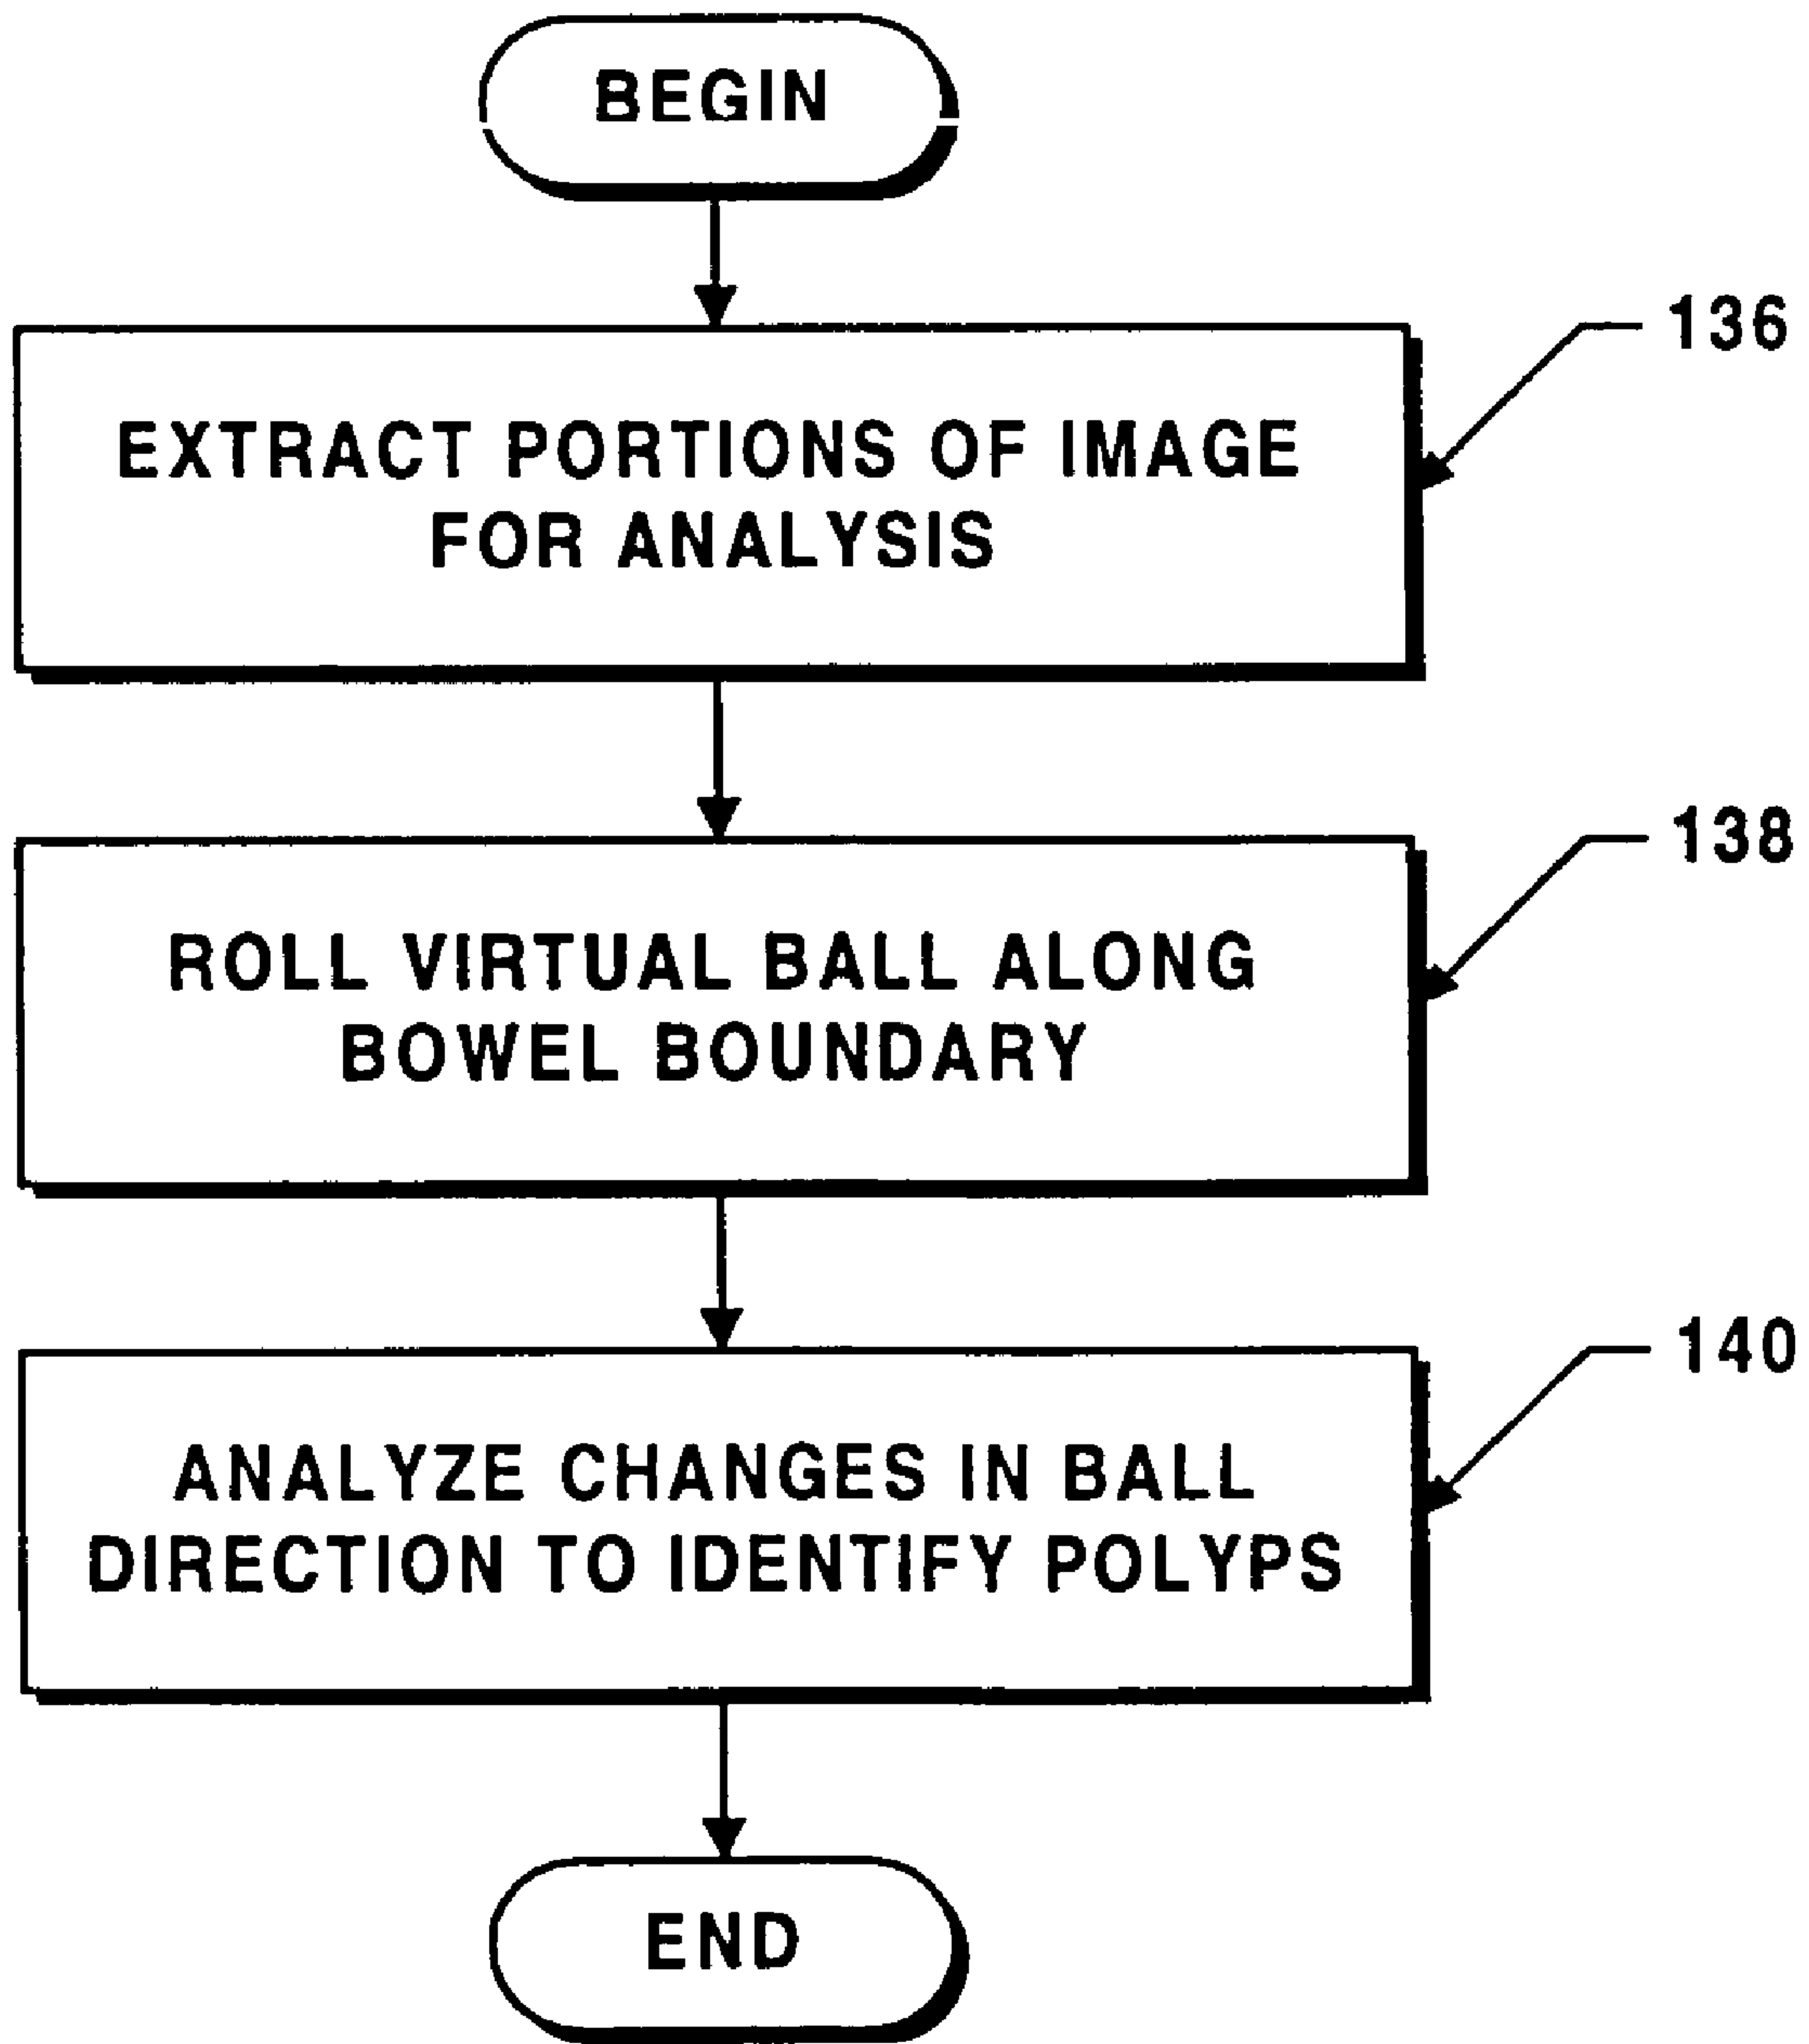 BEGIN
136
EXTRACT PORTIONS OF IMAGE
FOR ANALYSIS
138
ROLL VIRTUAL BALL ALONG
BOWEL BOUNDARY
140
ANALYZE CHANGES IN BALL
DIRECTION TO IDENTIFY POLYPS
END